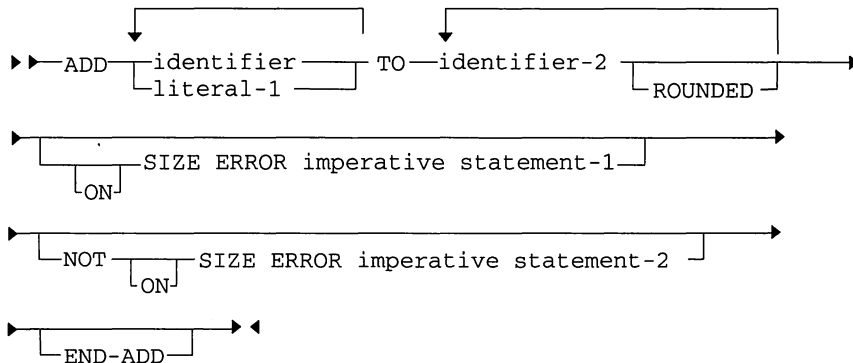 ADD identifier TO identifier-2
literal-1 ROUNDED
SIZE ERROR imperative statement-1
ON
NOT SIZE ERROR imperative statement-2
ON
END-ADD